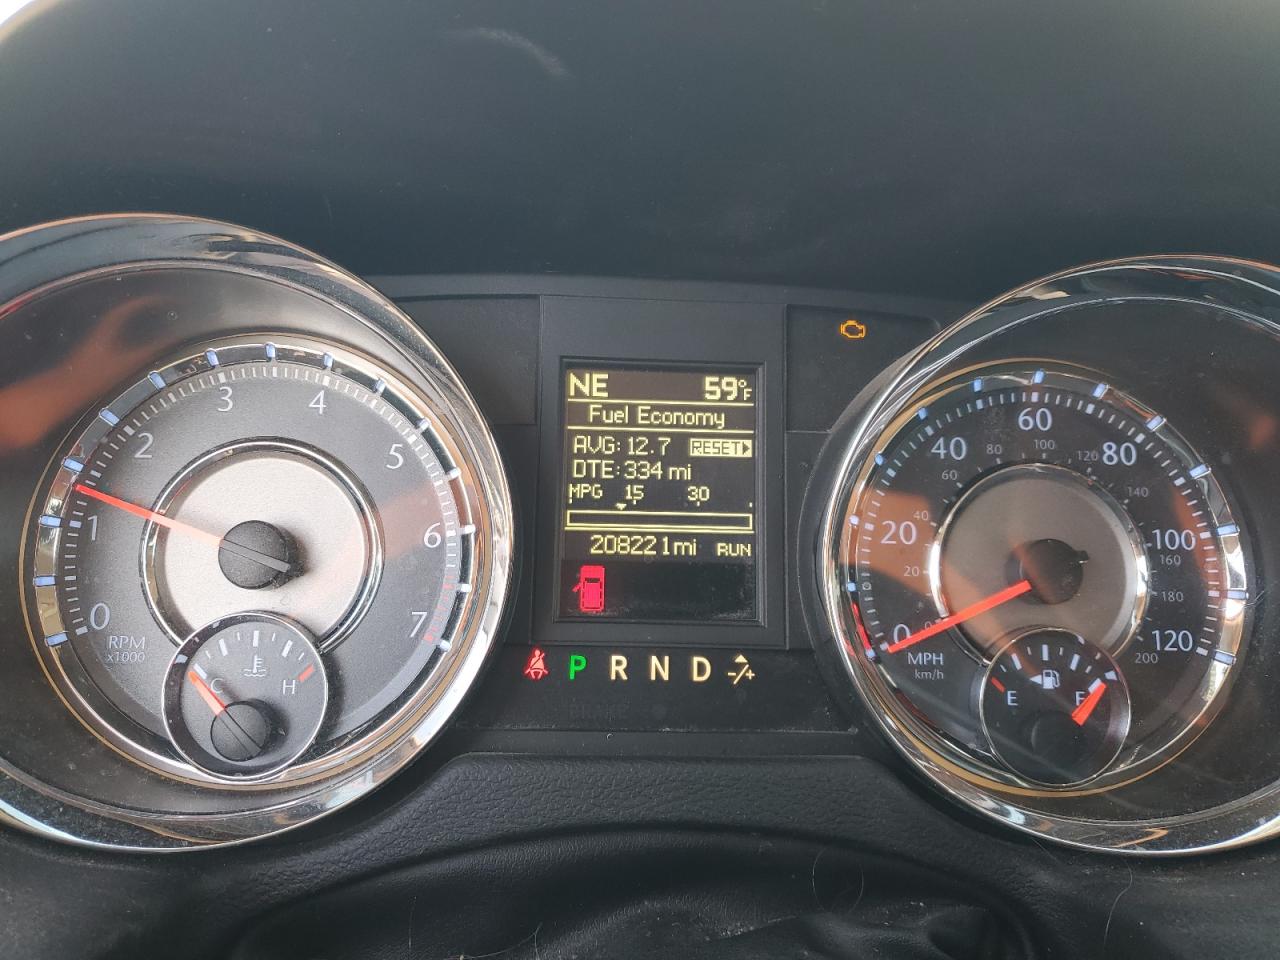 NE 59°F
Fuel Economy
AVG: 12.7 RESET
DTE: 334 mi
MPG 15 30
208221mi RUN
P R N D -/+
0 1 2 3 4 5 6 7
RPM
x1000
C H
0 20 40 60 80 100 120
0 20 40 60 80 100 120 140 160 180 200
MPH
km/h
E F